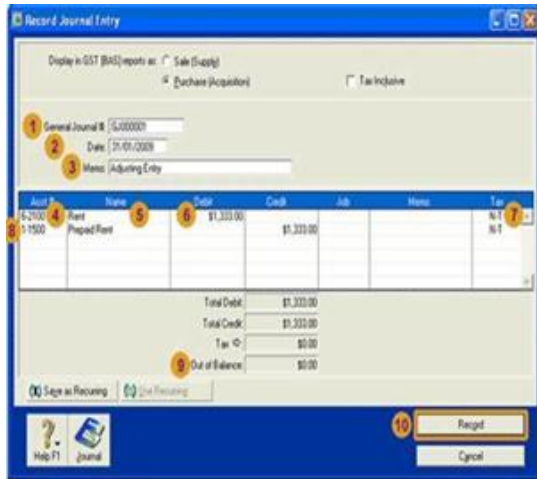 Record Journal Entry
Display in GST [BAS] reports as: Sale (Supply)
Purchase (Acquisition)
Tax Inclusive
1 General Journal #: GJ000001
2 Date: 31/01/2009
3 Memo: Adjusting Entry
Acct # Name Debit Credit Job Memo Tax
6-2100 4 Rent 5 6 $1,333.00 N-T 7
8 1-1500 Prepaid Rent $1,333.00 N-T
Total Debit: $1,333.00
Total Credit: $1,333.00
Tax $0.00
9 Out of Balance: $0.00
Save as Recurring Use Recurring
10 Record
Help F1 Journal
Cancel